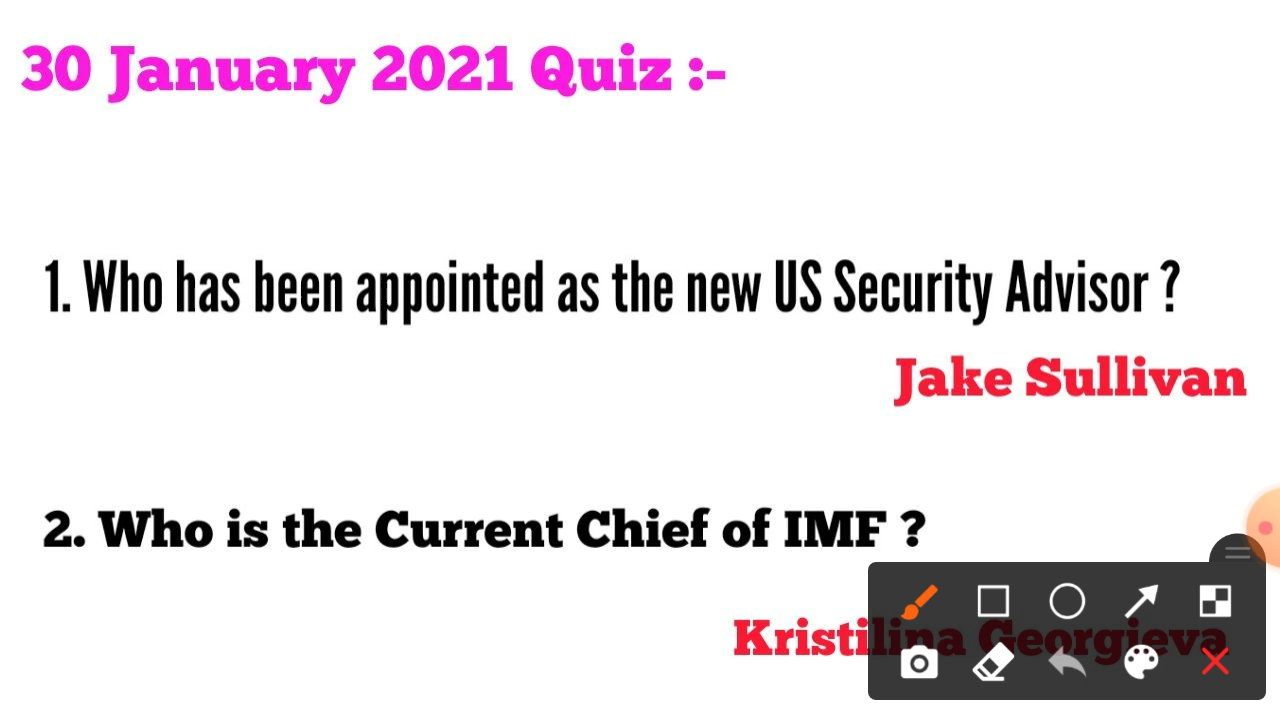 30 January 2021 Quiz :-
1. Who has been appointed as the new US Security Advisor ?
Jake Sullivan
2. Who is the Current Chief of IMF ?
Kristilina Georgieva